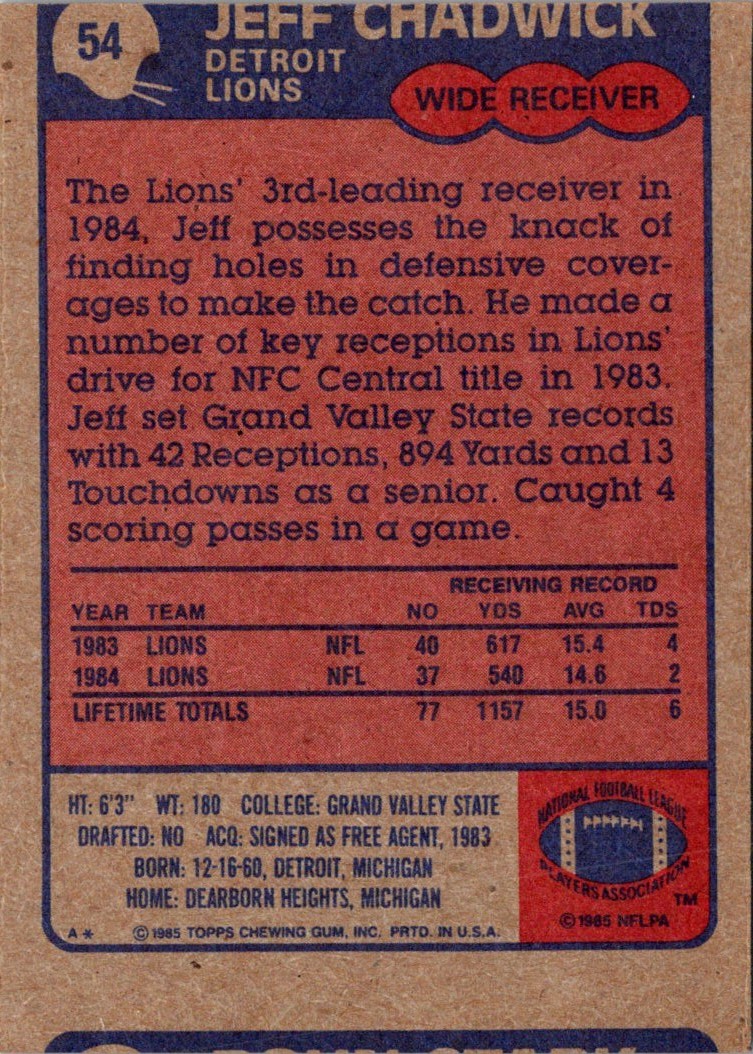 54
JEFF CHADWICK
DETROIT
LIONS
WIDE RECEIVER
The Lions' 3rd-leading receiver in
1984, Jeff possesses the knack of
finding holes in defensive cover-
ages to make the catch. He made a
number of key receptions in Lions'
drive for NFC Central title in 1983.
Jeff set Grand Valley State records
with 42 Receptions, 894 Yards and 13
Touchdowns as a senior. Caught 4
scoring passes in a game.
RECEIVING RECORD
YEAR TEAM NO YDS AVG TDS
1983 LIONS NFL 40 617 15.4 4
1984 LIONS NFL 37 540 14.6 2
LIFETIME TOTALS 77 1157 15.0 6
HT: 6'3" WT: 180 COLLEGE: GRAND VALLEY STATE
DRAFTED: NO ACQ: SIGNED AS FREE AGENT, 1983
BORN: 12-16-60, DETROIT, MICHIGAN
HOME: DEARBORN HEIGHTS, MICHIGAN
A * © 1985 TOPPS CHEWING GUM, INC. PRTD. IN U.S.A.
NATIONAL FOOTBALL LEAGUE
PLAYERS ASSOCIATION
TM
© 1985 NFLPA